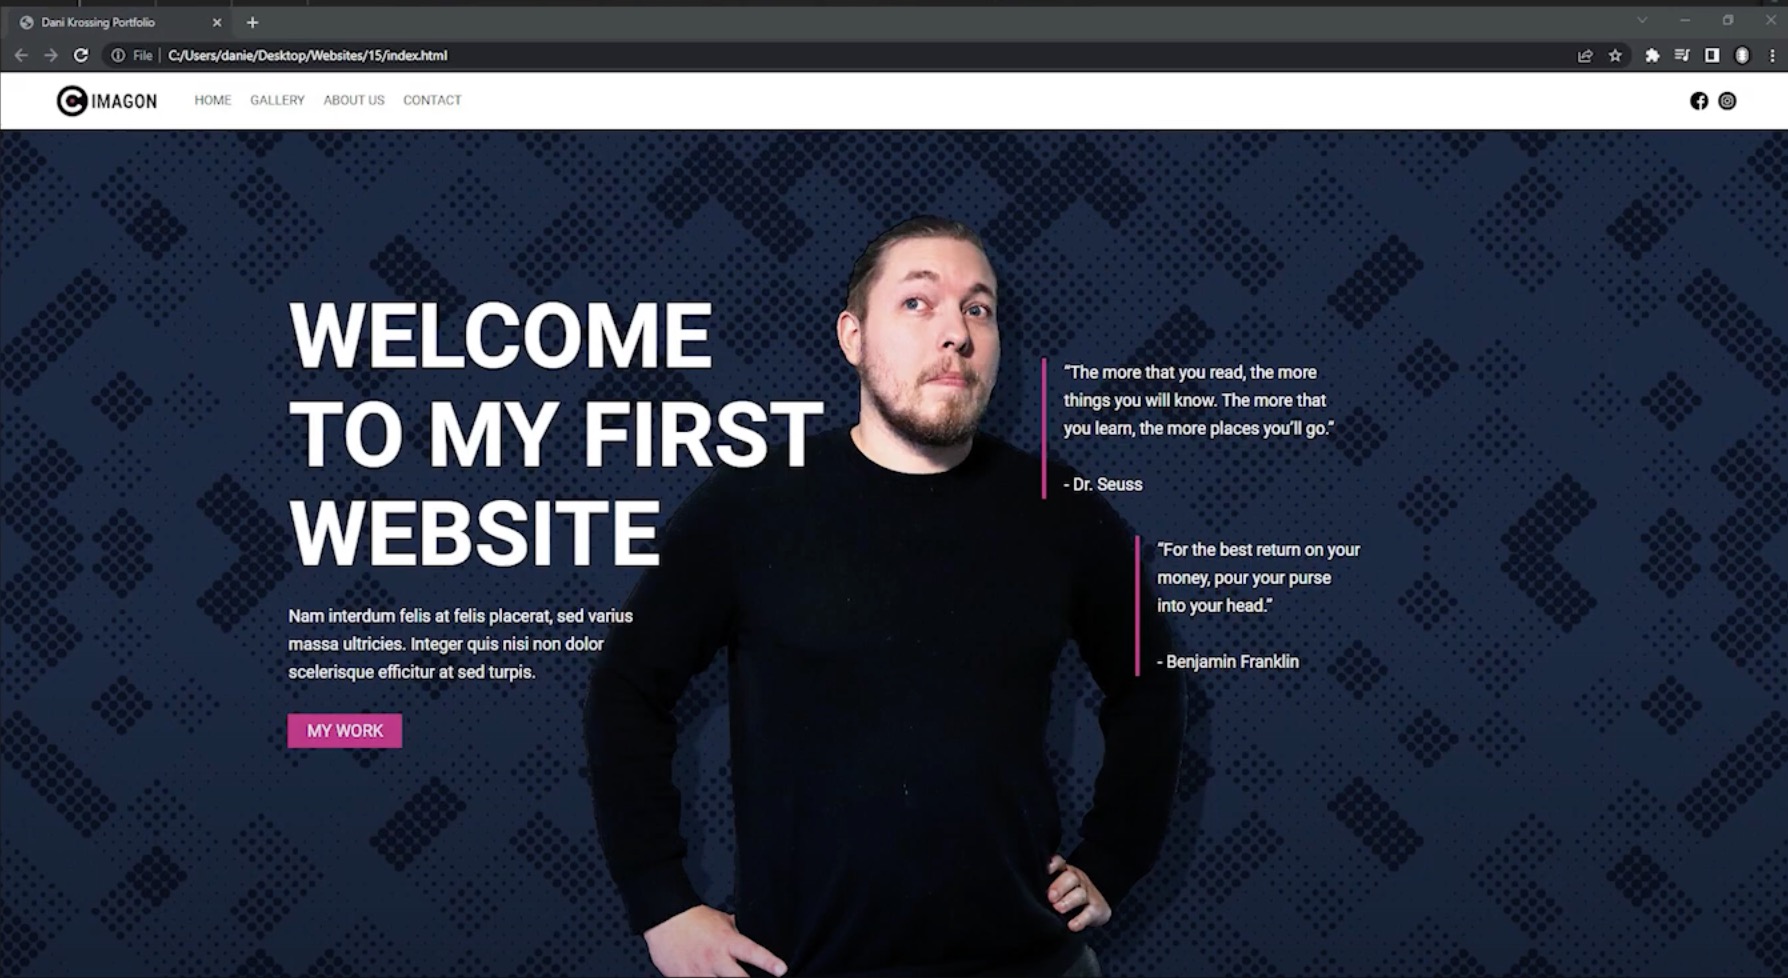 Dani Krossing Portfolio
File
C:/Users/danie/Desktop/Websites/15/index.html
C IMAGON
HOME GALLERY ABOUT US CONTACT
WELCOME
TO MY FIRST
WEBSITE
Nam interdum felis at felis placerat, sed varius
massa ultricies. Integer quis nisi non dolor
scelerisque efficitur at sed turpis.
MY WORK
“The more that you read, the more
things you will know. The more that
you learn, the more places you’ll go.”
- Dr. Seuss
“For the best return on your
money, pour your purse
into your head.”
- Benjamin Franklin